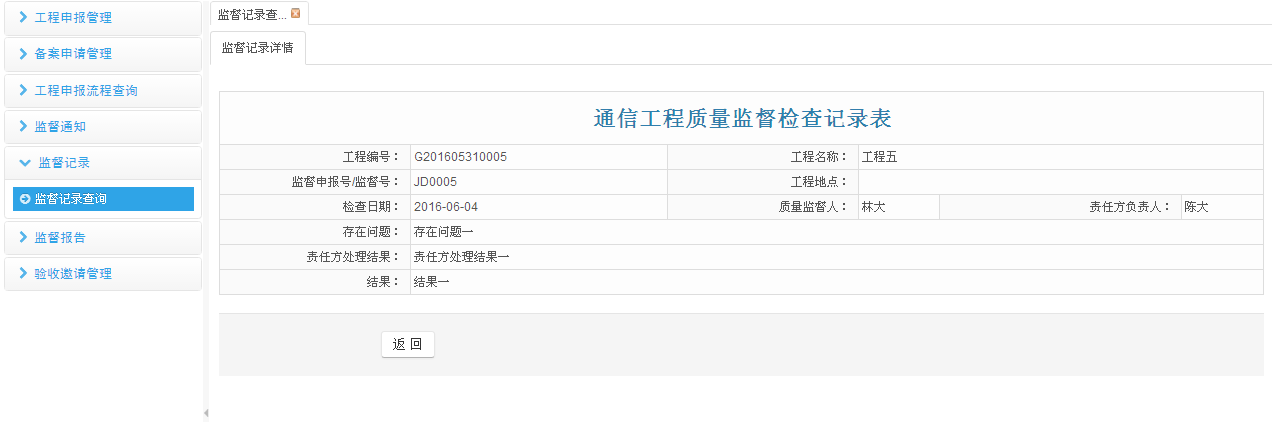 工程申报管理
备案申请管理
工程申报流程查询
监督通知
监督记录
监督记录查询
监督报告
验收邀请管理
监督记录查...
监督记录详情
通信工程质量监督检查记录表
工程编号： G201605310005 工程名称： 工程五
监督申报号/监督号： JD0005 工程地点：
检查日期： 2016-06-04 质量监督人： 林大 责任方负责人： 陈大
存在问题： 存在问题一
责任方处理结果： 责任方处理结果一
结果： 结果一
返 回